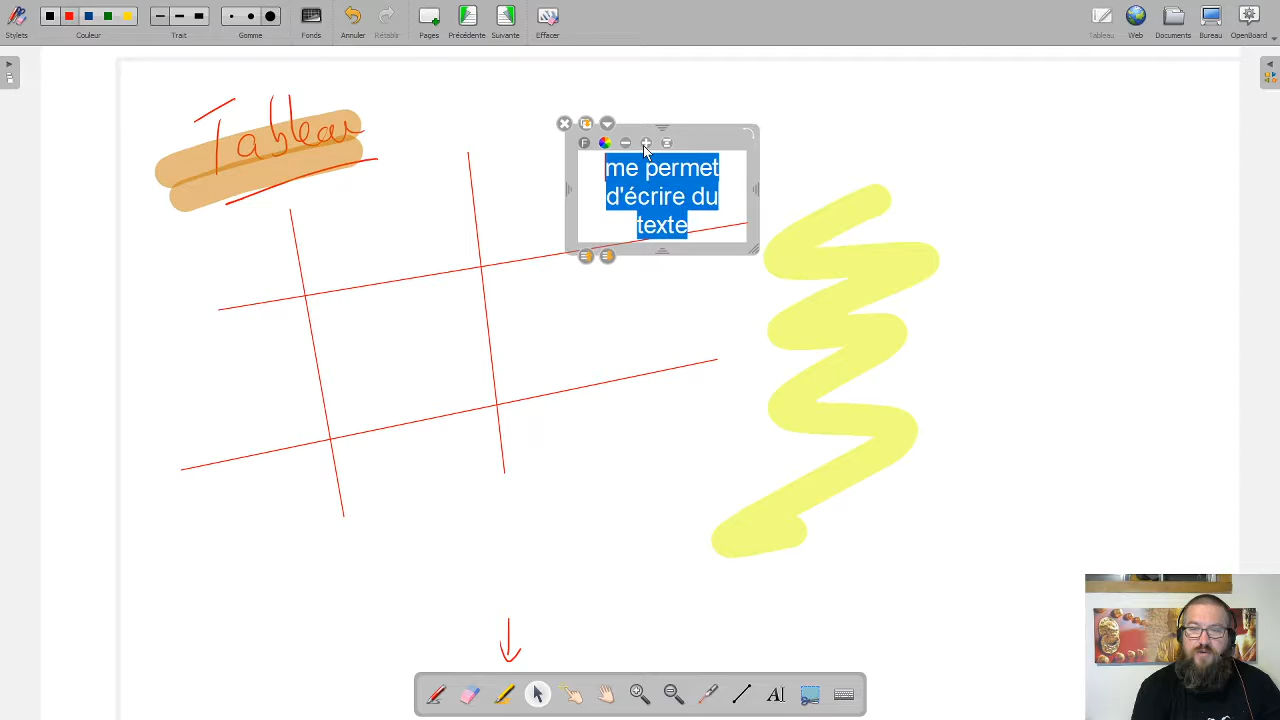 Stylets
Couleur
Trait
Gomme
Fonds
Annuler
Rétablir
Pages
Précédente
Suivante
Effacer
Tableau
Web
Documents
Bureau
OpenBoard
Tableau
F
me permet
d'écrire du
texte
A